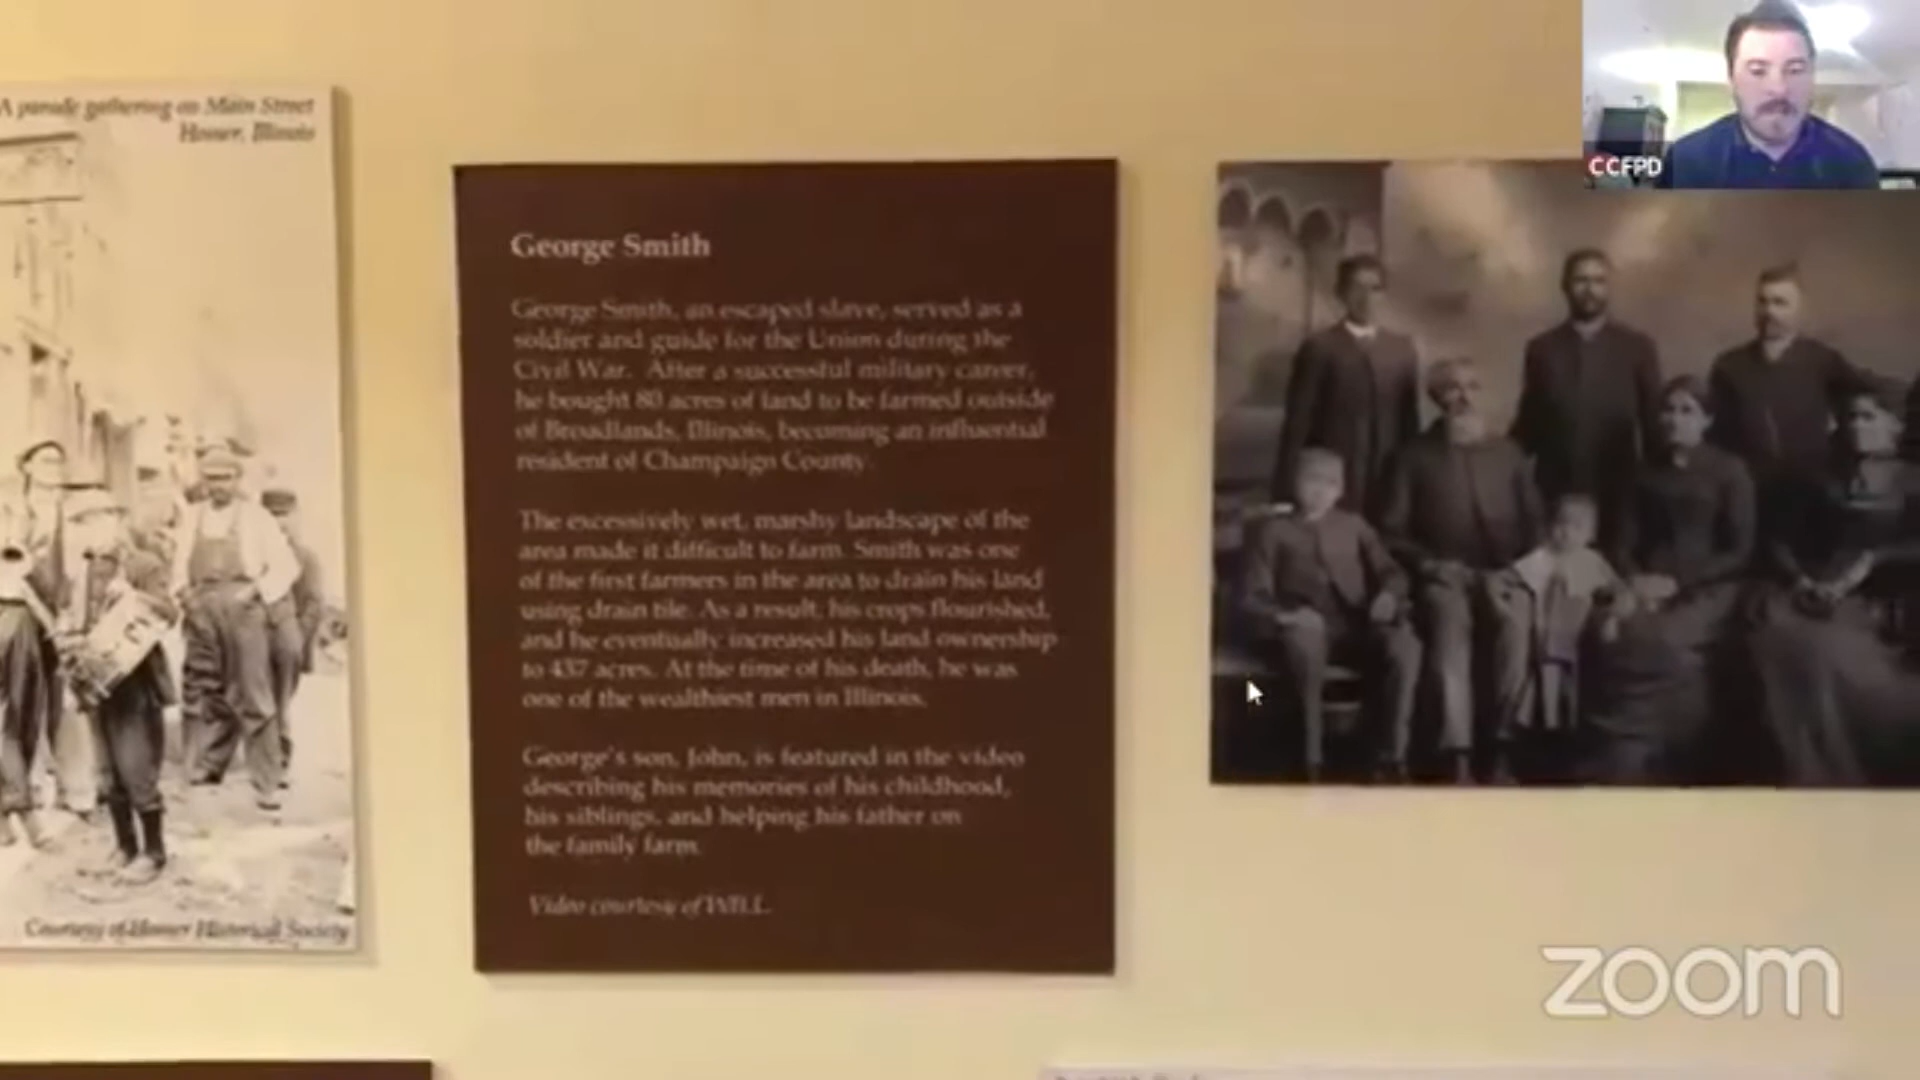 A parade gathering on Main Street
Homer, Illinois
CCFPD
George Smith
George Smith, an escaped slave, served as a
soldier and guide for the Union during the
Civil War. After a successful military career,
he bought 80 acres of land to be farmed outside
of Broadlands, Illinois, becoming an influential
resident of Champaign County.
The excessively wet, marshy landscape of the
area made it difficult to farm. Smith was one
of the first farmers in the area to drain his land
using drain tile. As a result, his crops flourished,
and he eventually increased his land ownership
to 437 acres. At the time of his death, he was
one of the wealthiest men in Illinois.
George's son, John, is featured in the video
describing his memories of his childhood,
his siblings, and helping his father on
the family farm.
Video courtesy of WILL.
Courtesy of Homer Historical Society
zoom